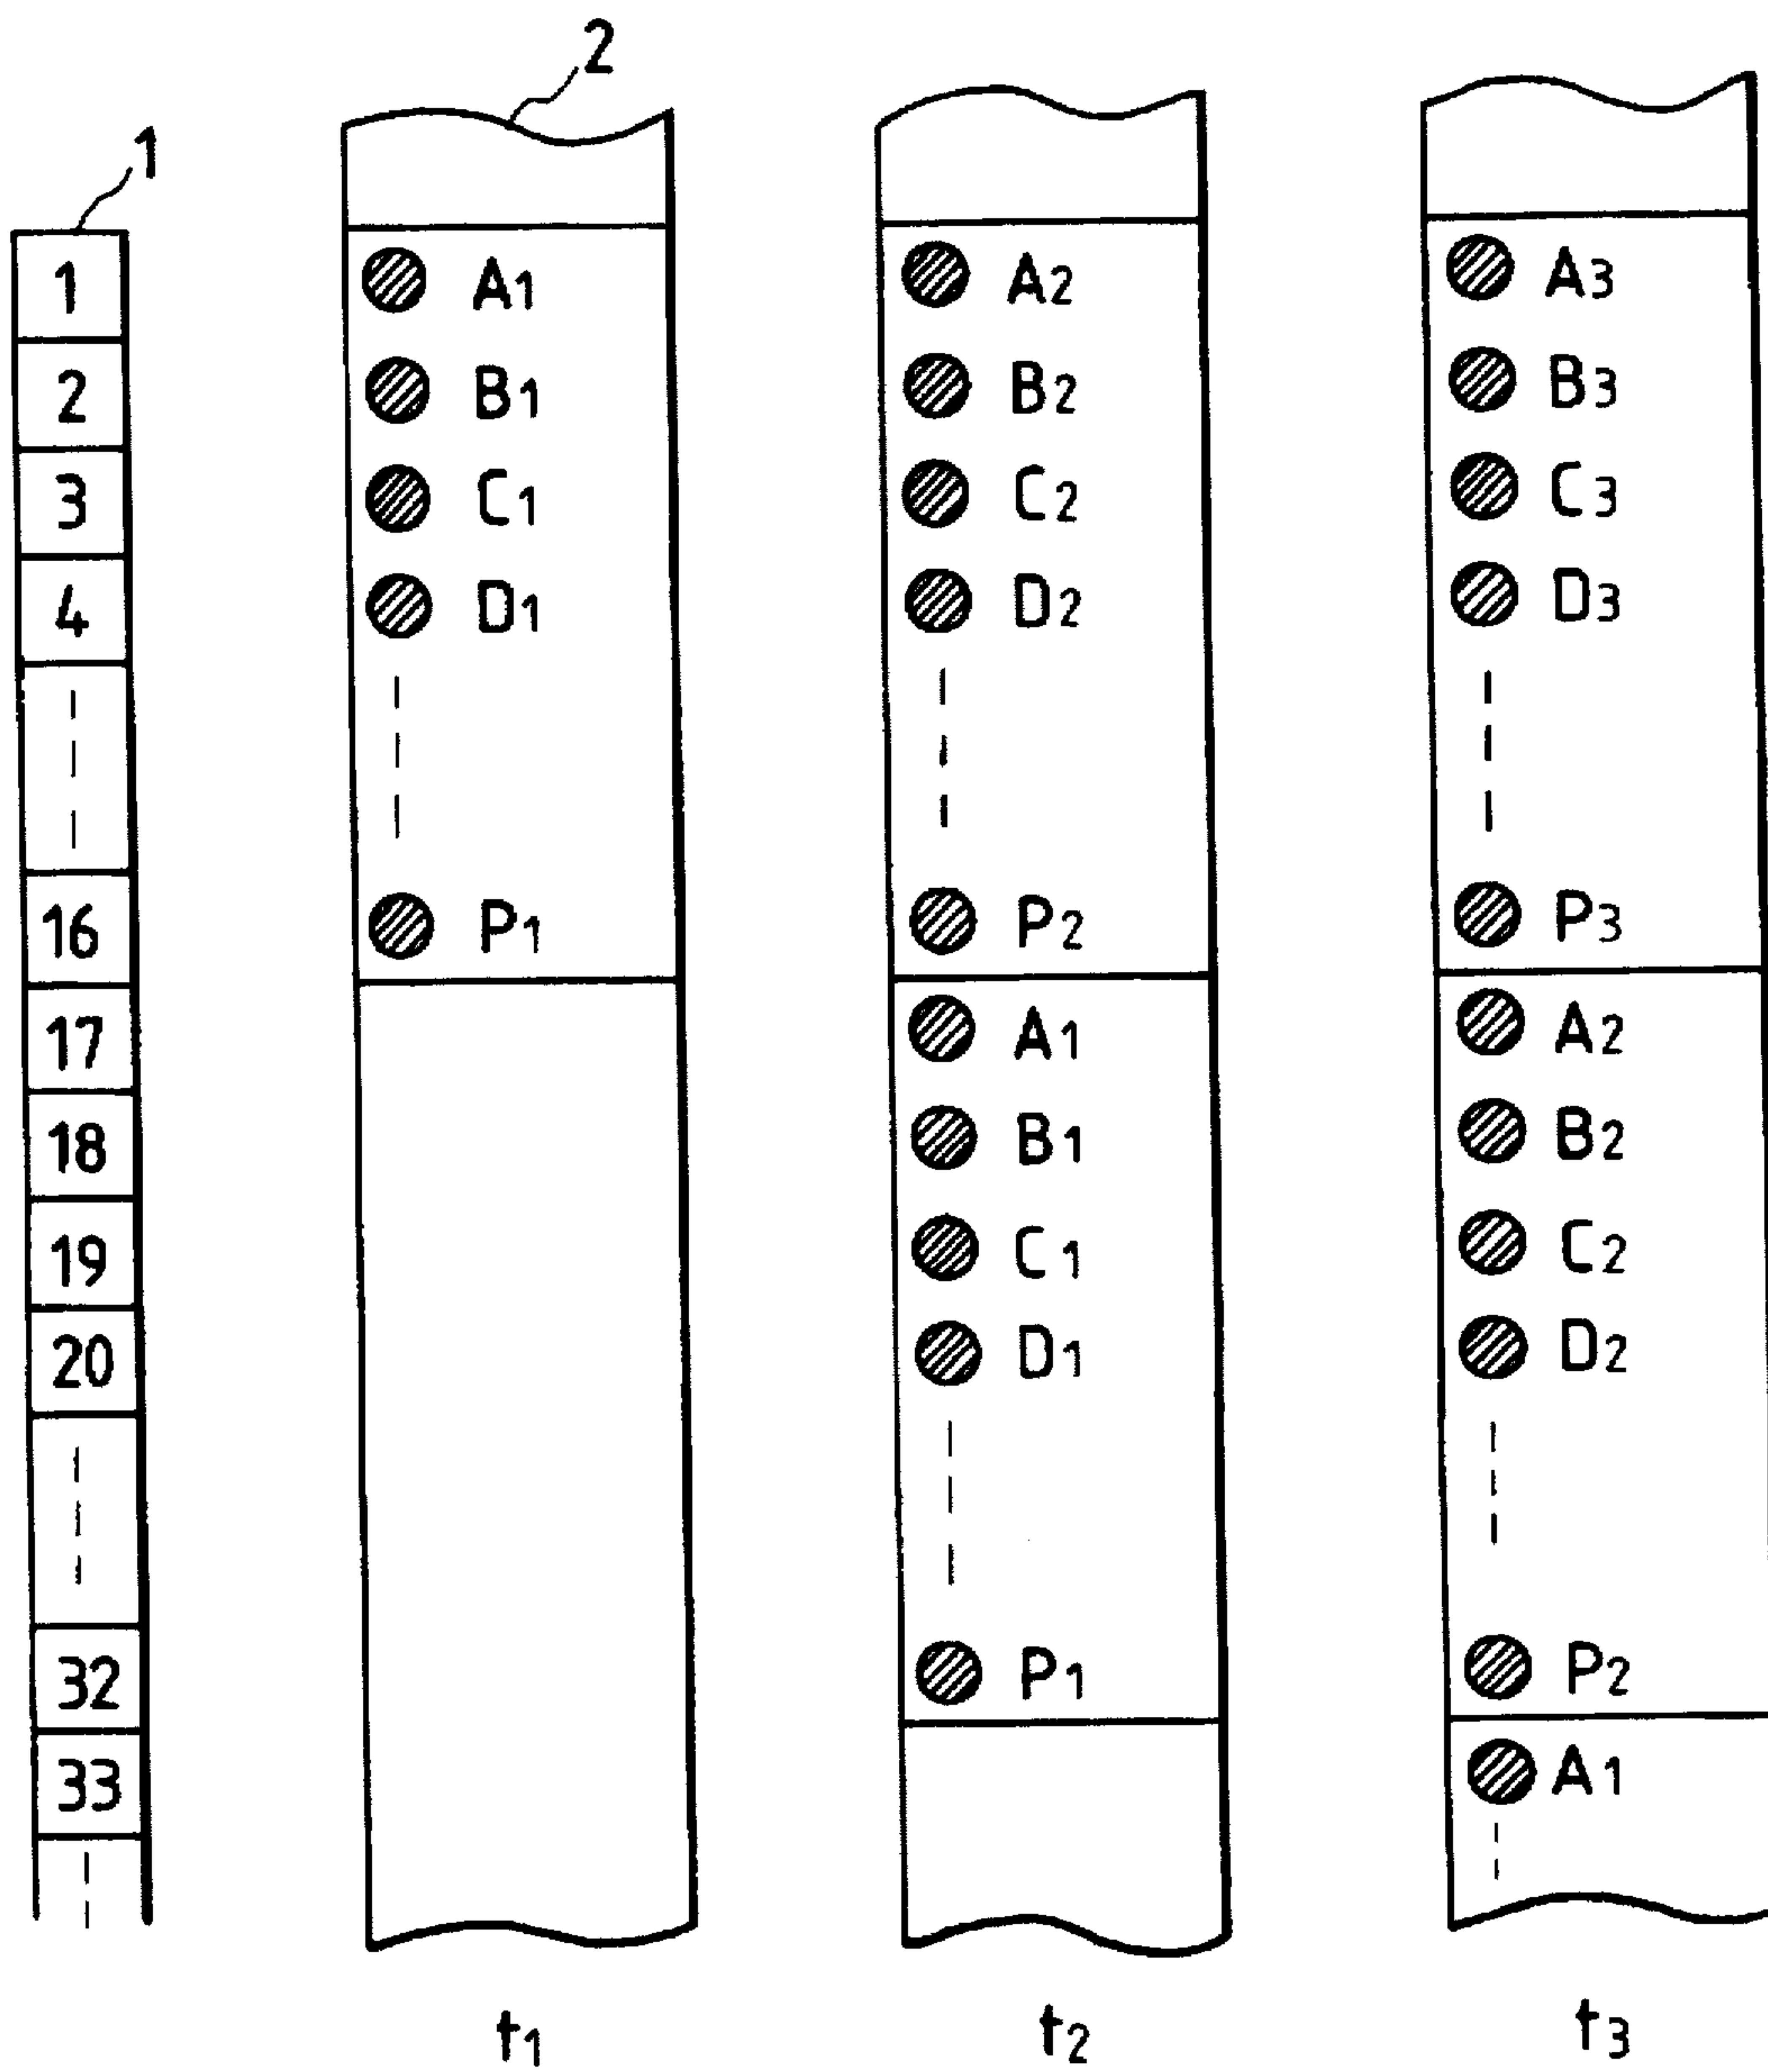 2
1
1 A1 A2 A3
2 B1 B2 B3
3 C1 C2 C3
4 D1 D2 D3
16 P1 P2 P3
17 A1 A2
18 B1 B2
19 C1 C2
20 D1 D2
32 P1 P2
33 A1
t1 t2 t3